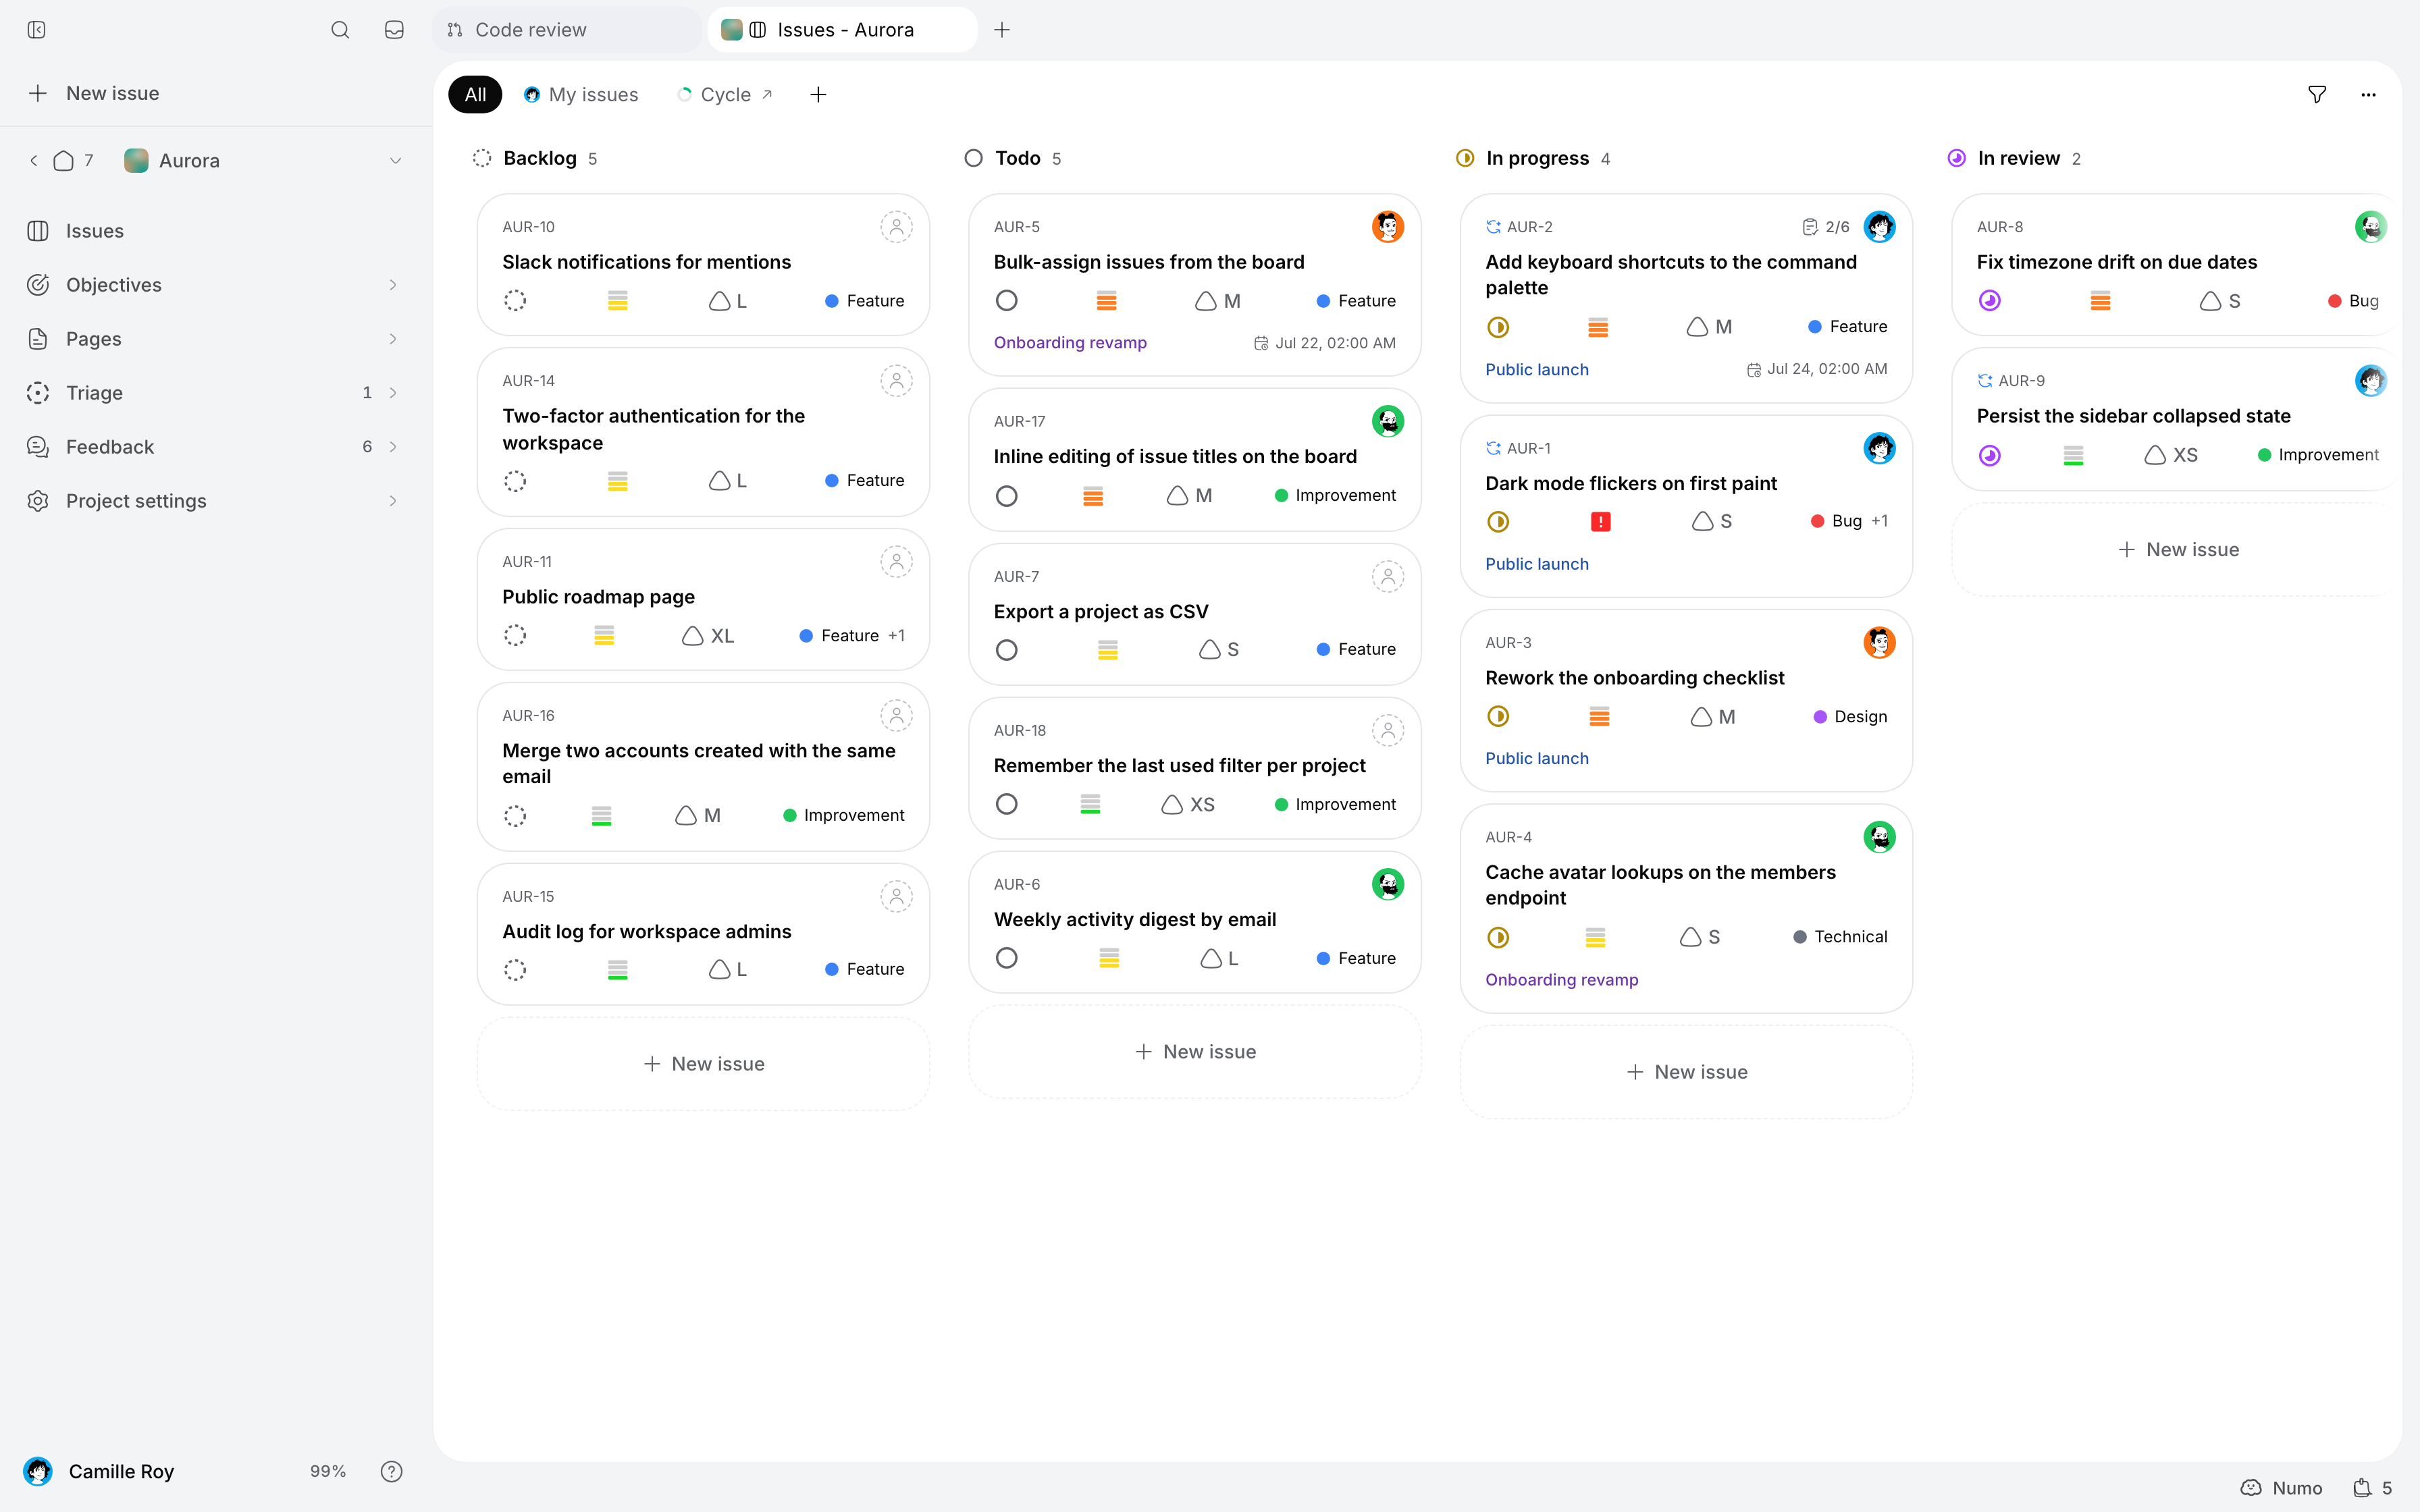 Code review
Issues - Aurora
New issue
All
My issues
Cycle
7
Aurora
Issues
Objectives
Pages
Triage 1
Feedback 6
Project settings
Backlog 5
AUR-10
Slack notifications for mentions
L
Feature
AUR-14
Two-factor authentication for the
workspace
L
Feature
AUR-11
Public roadmap page
XL
Feature +1
AUR-16
Merge two accounts created with the same
email
M
Improvement
AUR-15
Audit log for workspace admins
L
Feature
New issue
Todo 5
AUR-5
Bulk-assign issues from the board
M
Feature
Onboarding revamp
Jul 22, 02:00 AM
AUR-17
Inline editing of issue titles on the board
M
Improvement
AUR-7
Export a project as CSV
S
Feature
AUR-18
Remember the last used filter per project
XS
Improvement
AUR-6
Weekly activity digest by email
L
Feature
New issue
In progress 4
AUR-2
2/6
Add keyboard shortcuts to the command
palette
M
Feature
Public launch
Jul 24, 02:00 AM
AUR-1
Dark mode flickers on first paint
S
Bug +1
Public launch
AUR-3
Rework the onboarding checklist
M
Design
Public launch
AUR-4
Cache avatar lookups on the members
endpoint
S
Technical
Onboarding revamp
New issue
In review 2
AUR-8
Fix timezone drift on due dates
S
Bug
AUR-9
Persist the sidebar collapsed state
XS
Improvement
New issue
Camille Roy
99%
Numo
5